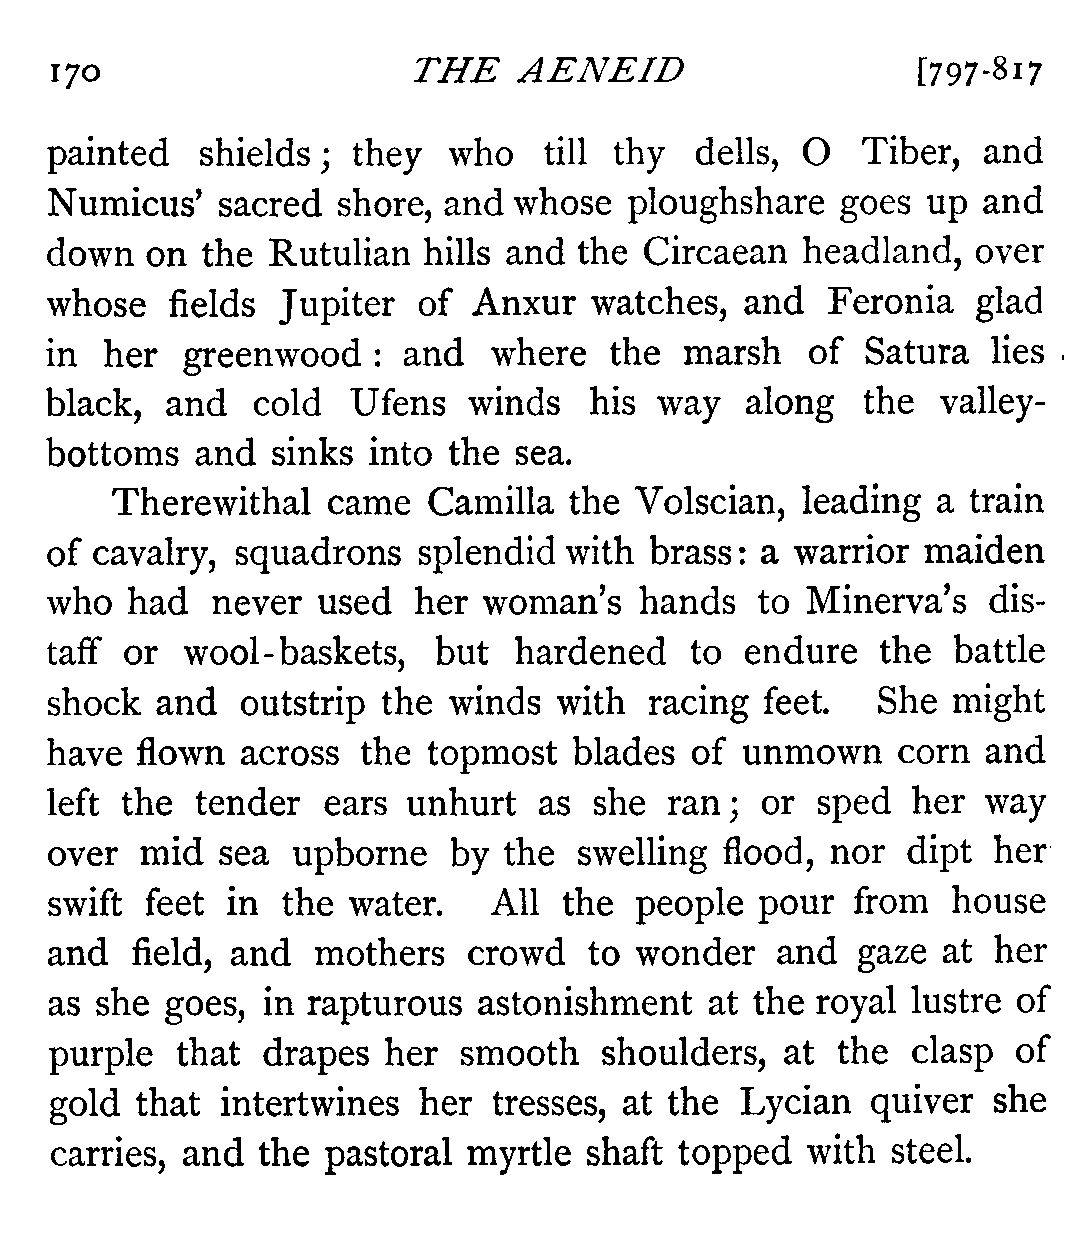 170 THE AENEID [797-817
painted shields; they who till thy dells, O Tiber, and
Numicus' sacred shore, and whose ploughshare goes up and
down on the Rutulian hills and the Circaean headland, over
whose fields Jupiter of Anxur watches, and Feronia glad
in her greenwood: and where the marsh of Satura lies
black, and cold Ufens winds his way along the valley-
bottoms and sinks into the sea.
Therewithal came Camilla the Volscian, leading a train
of cavalry, squadrons splendid with brass: a warrior maiden
who had never used her woman's hands to Minerva's dis-
taff or wool-baskets, but hardened to endure the battle
shock and outstrip the winds with racing feet. She might
have flown across the topmost blades of unmown corn and
left the tender ears unhurt as she ran; or sped her way
over mid sea upborne by the swelling flood, nor dipt her
swift feet in the water. All the people pour from house
and field, and mothers crowd to wonder and gaze at her
as she goes, in rapturous astonishment at the royal lustre of
purple that drapes her smooth shoulders, at the clasp of
gold that intertwines her tresses, at the Lycian quiver she
carries, and the pastoral myrtle shaft topped with steel.